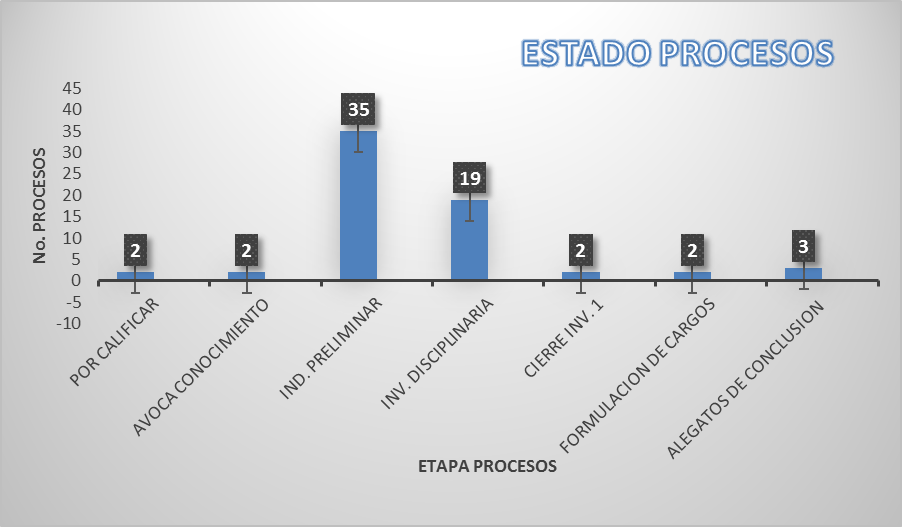 ESTADO PROCESOS
No. PROCESOS
45
40
35
30
25
20
15
10
5
0
-5
-10
2
2
35
19
2
2
3
POR CALIFICAR
AVOCA CONOCIMIENTO
IND. PRELIMINAR
INV. DISCIPLINARIA
CIERRE INV. 1
FORMULACION DE CARGOS
ALEGATOS DE CONCLUSION
ETAPA PROCESOS